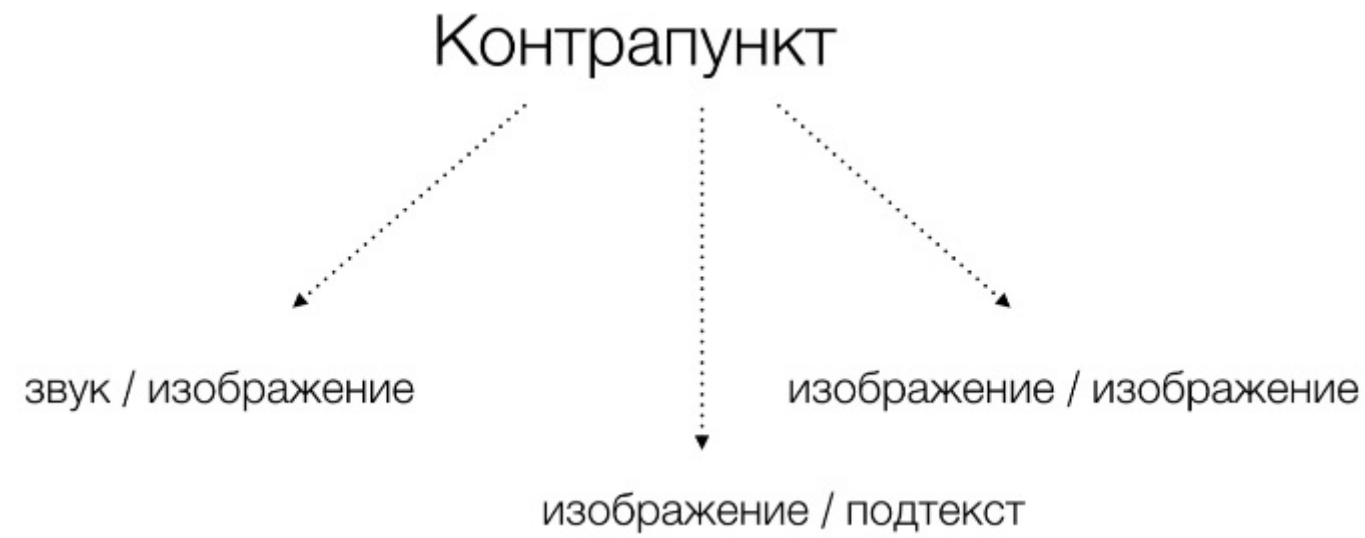 Контрапункт
звук / изображение
изображение / изображение
изображение / подтекст